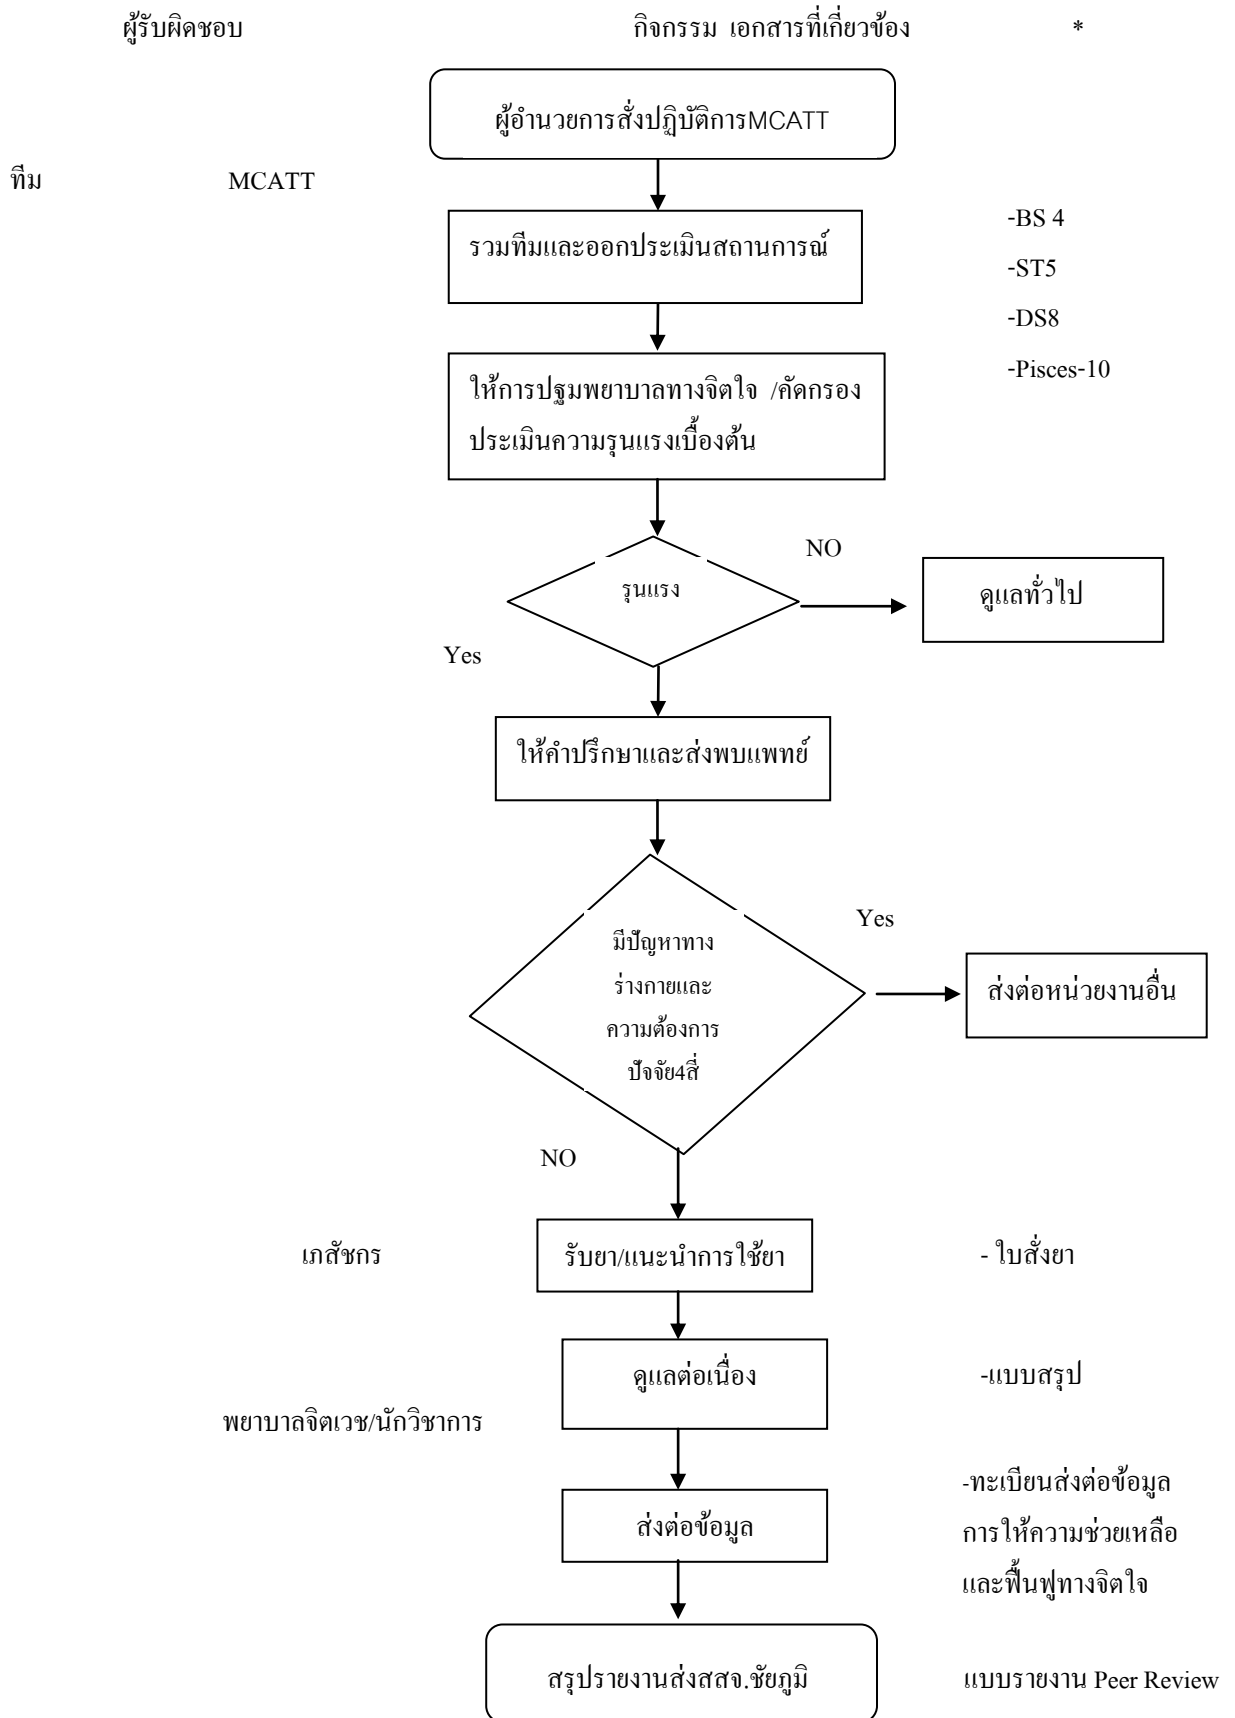 ผู้รับผิดชอบ กิจกรรม เอกสารที่เกี่ยวข้อง *
ผู้อำนวยการสั่งปฏิบัติการMCATT
ทีม MCATT
รวมทีมและออกประเมินสถานการณ์
-BS 4
-ST5
-DS8
-Pisces-10
ให้การปฐมพยาบาลทางจิตใจ /คัดกรอง
ประเมินความรุนแรงเบื้องต้น
NO
รุนแรง
ดูแลทั่วไป
Yes
ให้คำปรึกษาและส่งพบแพทย์
Yes
มีปัญหาทาง
ร่างกายและ
ความต้องการ
ปัจจัย4สี่
ส่งต่อหน่วยงานอื่น
NO
เภสัชกร
รับยา/แนะนำการใช้ยา
- ใบสั่งยา
ดูแลต่อเนื่อง
-แบบสรุป
พยาบาลจิตเวช/นักวิชาการ
ส่งต่อข้อมูล
-ทะเบียนส่งต่อข้อมูล
การให้ความช่วยเหลือ
และฟื้นฟูทางจิตใจ
สรุปรายงานส่งสสจ.ชัยภูมิ
แบบรายงาน Peer Review